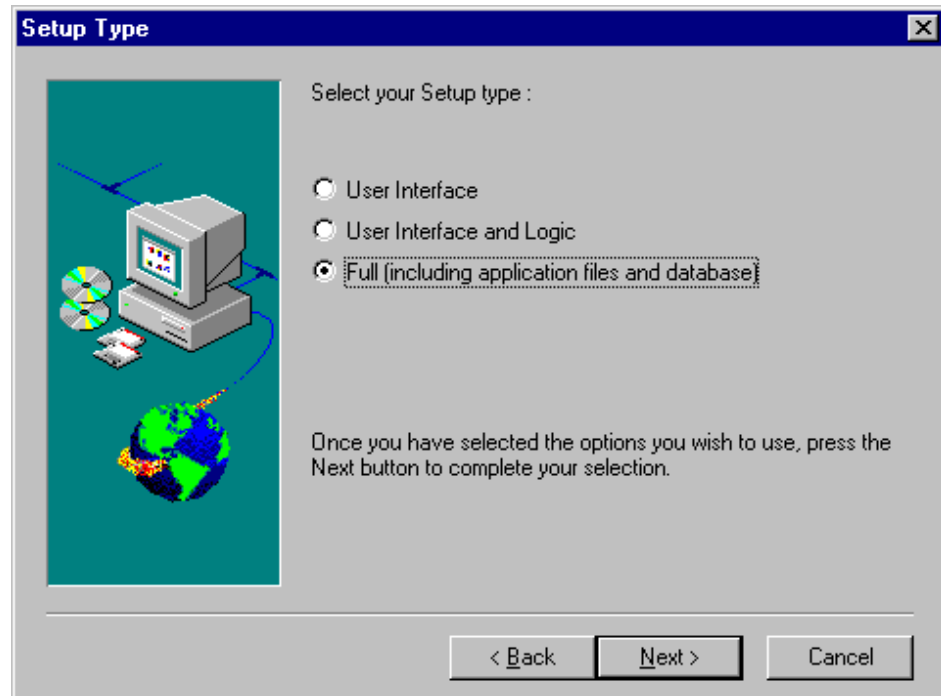 Setup Type
Select your Setup type :
User Interface
User Interface and Logic
Full (including application files and database)
Once you have selected the options you wish to use, press the
Next button to complete your selection.
< Back
Next >
Cancel